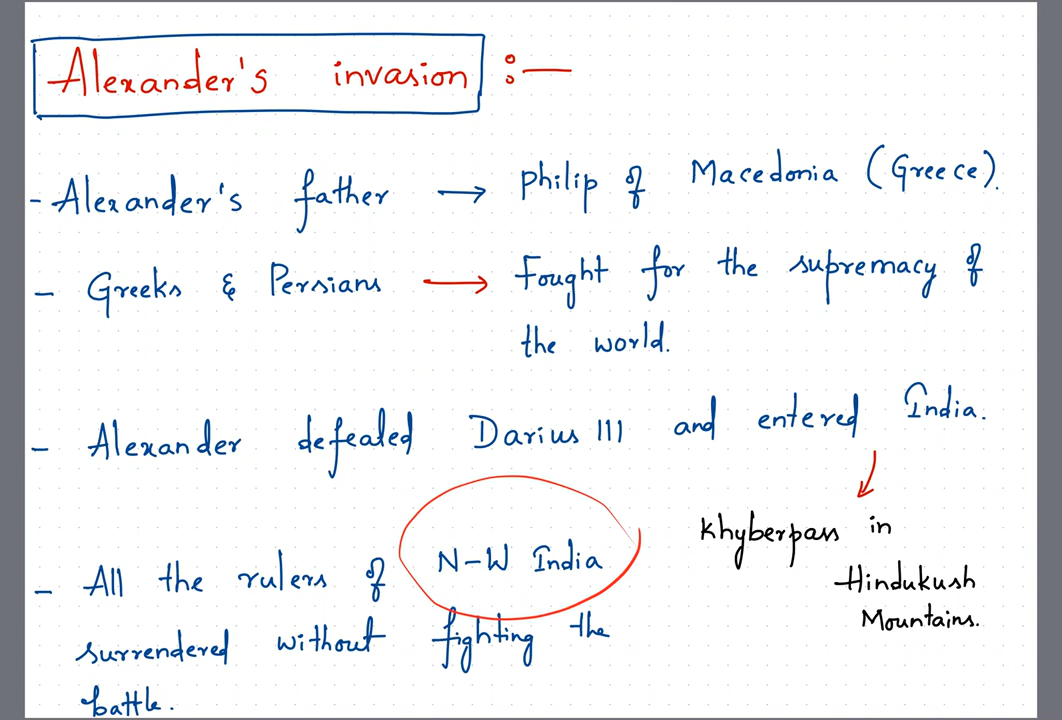 Alexander's invasion :-
- Alexander's father → Philip of Macedonia (Greece).
- Greeks & Persians → Fought for the supremacy of
the world.
- Alexander defealed Darius III and entered India.
Khyberpass in
Hindukush
Mountains.
- All the rulers of N-W India
surrendered without fighting the
battle.